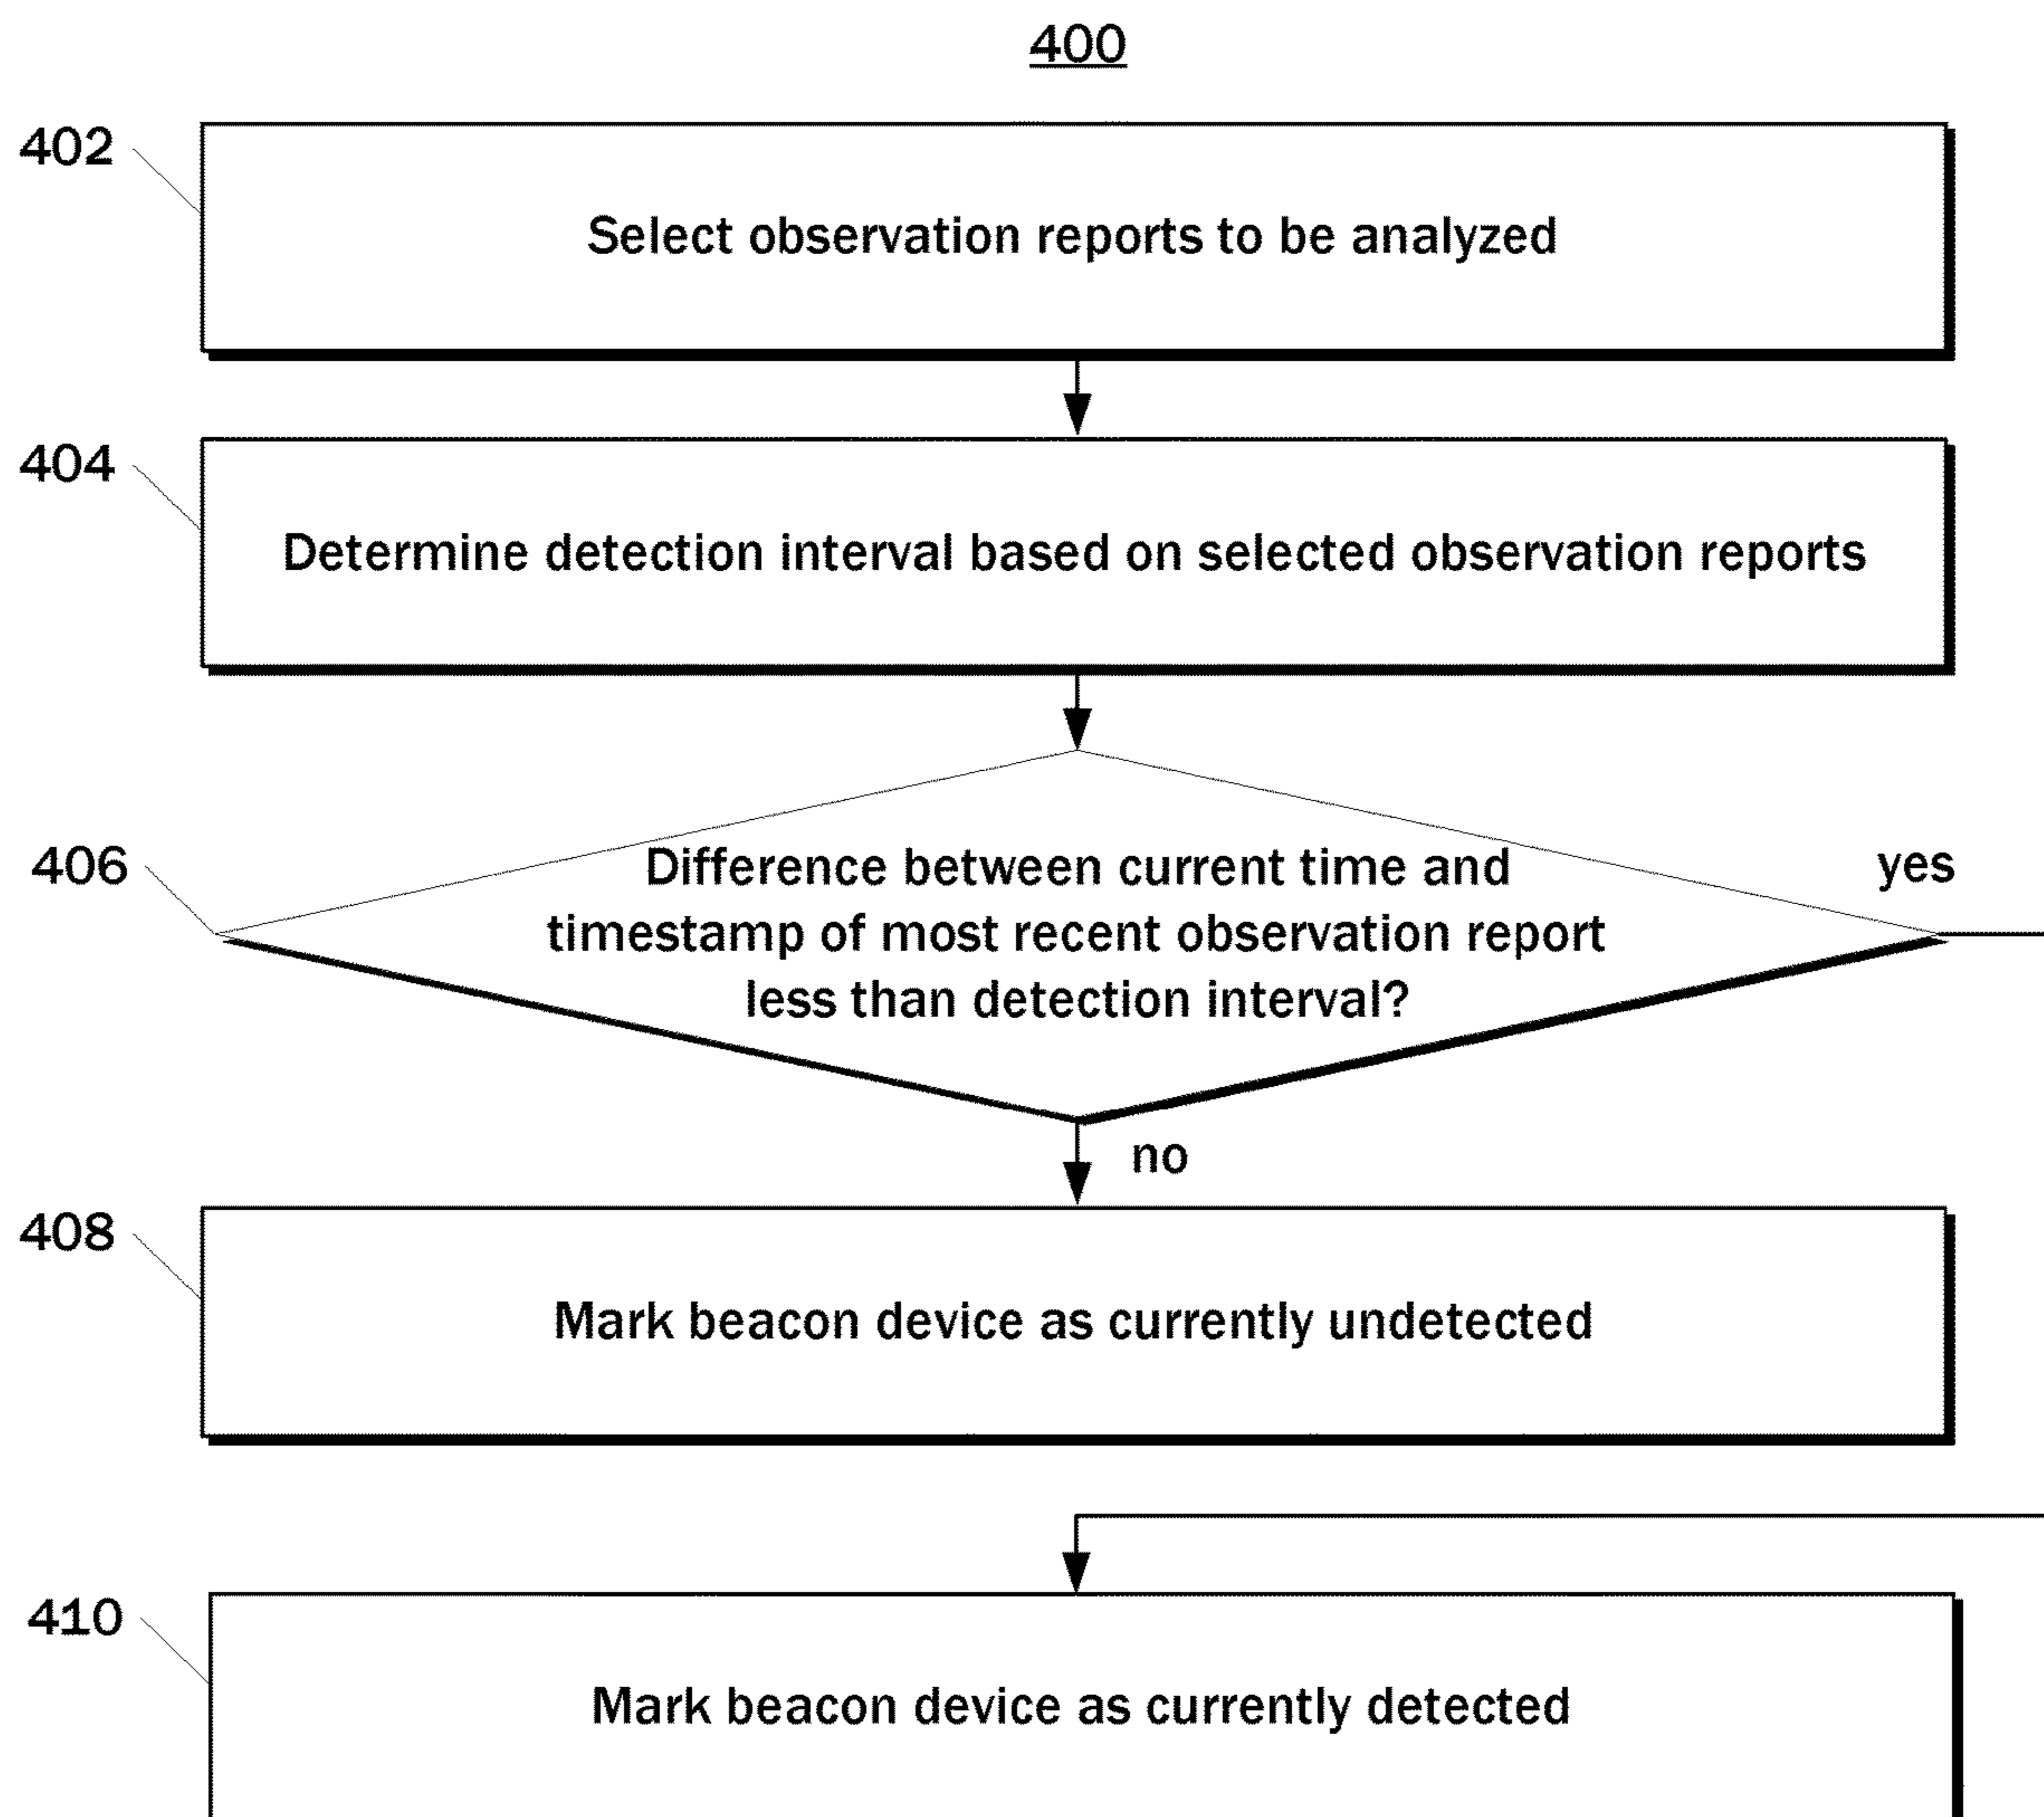 400
402
Select observation reports to be analyzed
404
Determine detection interval based on selected observation reports
406
Difference between current time and
timestamp of most recent observation report
less than detection interval?
yes
no
408
Mark beacon device as currently undetected
410
Mark beacon device as currently detected